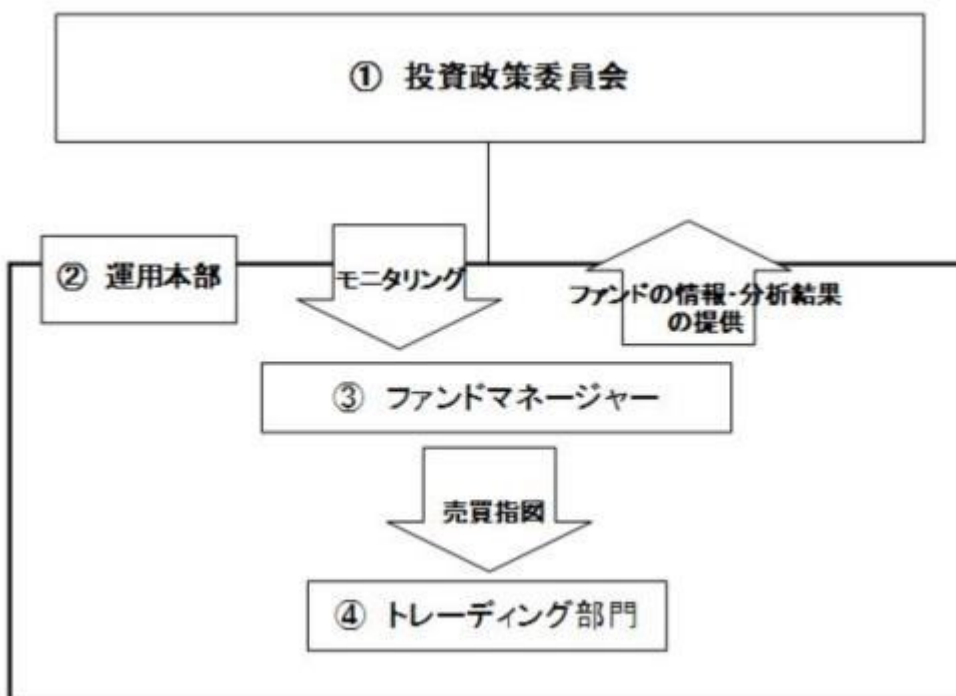 ① 投資政策委員会
② 運用本部
モニタリング
ファンドの情報・分析結果
の提供
③ ファンドマネージャー
売買指図
④ トレーディング部門